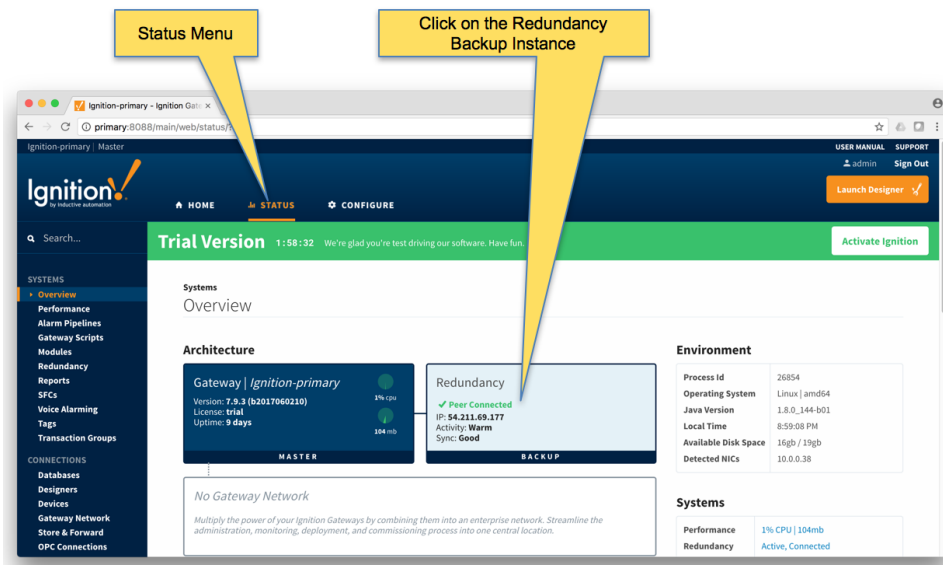 Status Menu
Click on the Redundancy
Backup Instance
Ignition-primary - Ignition Gate ×
primary:8088/main/web/status/?
Ignition-primary | Master
USER MANUAL SUPPORT
admin Sign Out
Ignition!
by inductive automation
HOME STATUS CONFIGURE
Launch Designer
Search...
Trial Version 1:58:32 We're glad you're test driving our software. Have fun.
Activate Ignition
SYSTEMS
Overview
Performance
Alarm Pipelines
Gateway Scripts
Modules
Redundancy
Reports
SFCs
Voice Alarming
Tags
Transaction Groups
CONNECTIONS
Databases
Designers
Devices
Gateway Network
Store & Forward
OPC Connections
Systems
Overview
Architecture
Gateway | Ignition-primary
Version: 7.9.3 (b2017060210)
License: trial
Uptime: 9 days
1% cpu
104 mb
MASTER
Redundancy
✔ Peer Connected
IP: 54.211.69.177
Activity: Warm
Sync: Good
BACKUP
No Gateway Network
Multiply the power of your Ignition Gateways by combining them into an enterprise network. Streamline the
administration, monitoring, deployment, and commissioning process into one central location.
Environment
Process Id 26854
Operating System Linux | amd64
Java Version 1.8.0_144-b01
Local Time 8:59:08 PM
Available Disk Space 16gb / 19gb
Detected NICs 10.0.0.38
Systems
Performance 1% CPU | 104mb
Redundancy Active, Connected